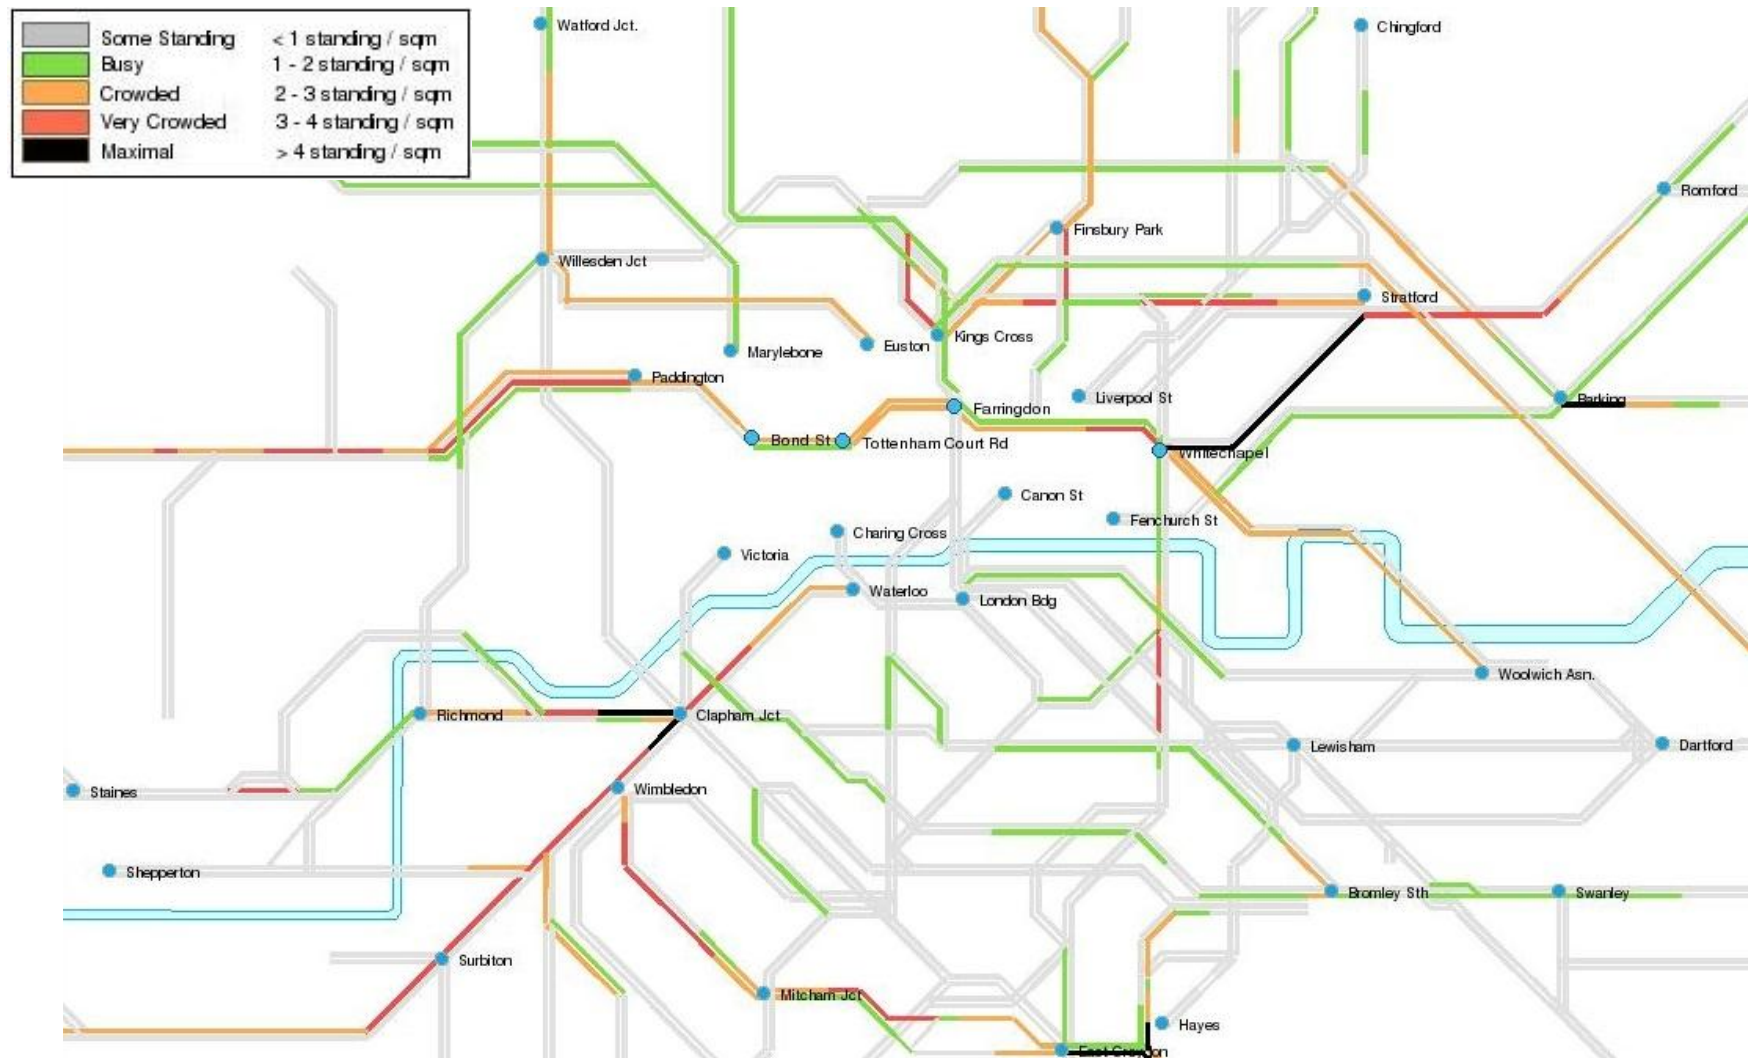 Some Standing < 1 standing / sqm
Busy 1 - 2 standing / sqm
Crowded 2 - 3 standing / sqm
Very Crowded 3 - 4 standing / sqm
Maximal > 4 standing / sqm
Watford Jct.
Chingford
Romford
Finsbury Park
Willesden Jct
Stratford
Kings Cross
Euston
Marylebone
Paddington
Liverpool St
Barking
Farringdon
Bond St
Tottenham Court Rd
Whitechapel
Canon St
Fenchurch St
Charing Cross
Victoria
Waterloo
London Bdg
Woolwich Asn.
Richmond
Clapham Jct
Lewisham
Dartford
Staines
Wimbledon
Shepperton
Bromley Sth
Swanley
Surbiton
Mitcham Jct
Hayes
East Croydon